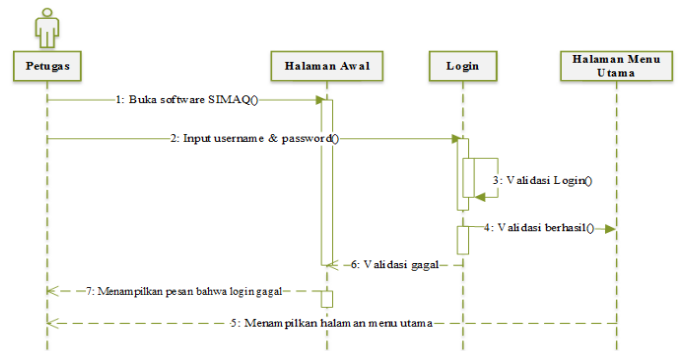 Petugas
Halaman Awal
Login
Halaman Menu
Utama
1: Buka software SIMAQ()
2: Input username & password()
3: Validasi Login()
4: Validasi berhasil()
6: Validasi gagal
7: Menampilkan pesan bahwa login gagal
5: Menampilkan halaman menu utama